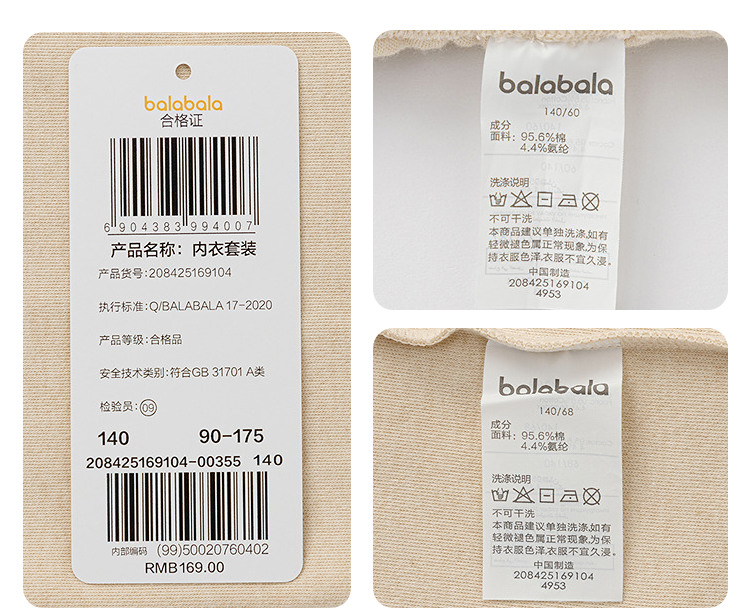 balabala
合格证
6 904383 994007
产品名称: 内衣套装
产品货号: 208425169104
执行标准: Q/BALABALA 17-2020
产品等级: 合格品
安全技术类别: 符合GB 31701 A类
检验员: 09
140 90-175
208425169104-00355 140
内部编码 (99)50020760402
RMB169.00
balabala
140/60
成分
面料: 95.6%棉
4.4%氨纶
洗涤说明
不可干洗
本商商品建议单独洗涤,如有
轻微褪色属正常现象,为保
持衣服色泽,衣服不宜久浸。
中国制造
208425169104
4953
balabala
140/68
成分
面料: 95.6%棉
4.4%氨纶
洗涤说明
不可干洗
本商品建议单独洗涤,如有
轻微褪色属正常现象,为保
持衣服色泽,衣服不宜久浸。
中国制造
208425169104
4953